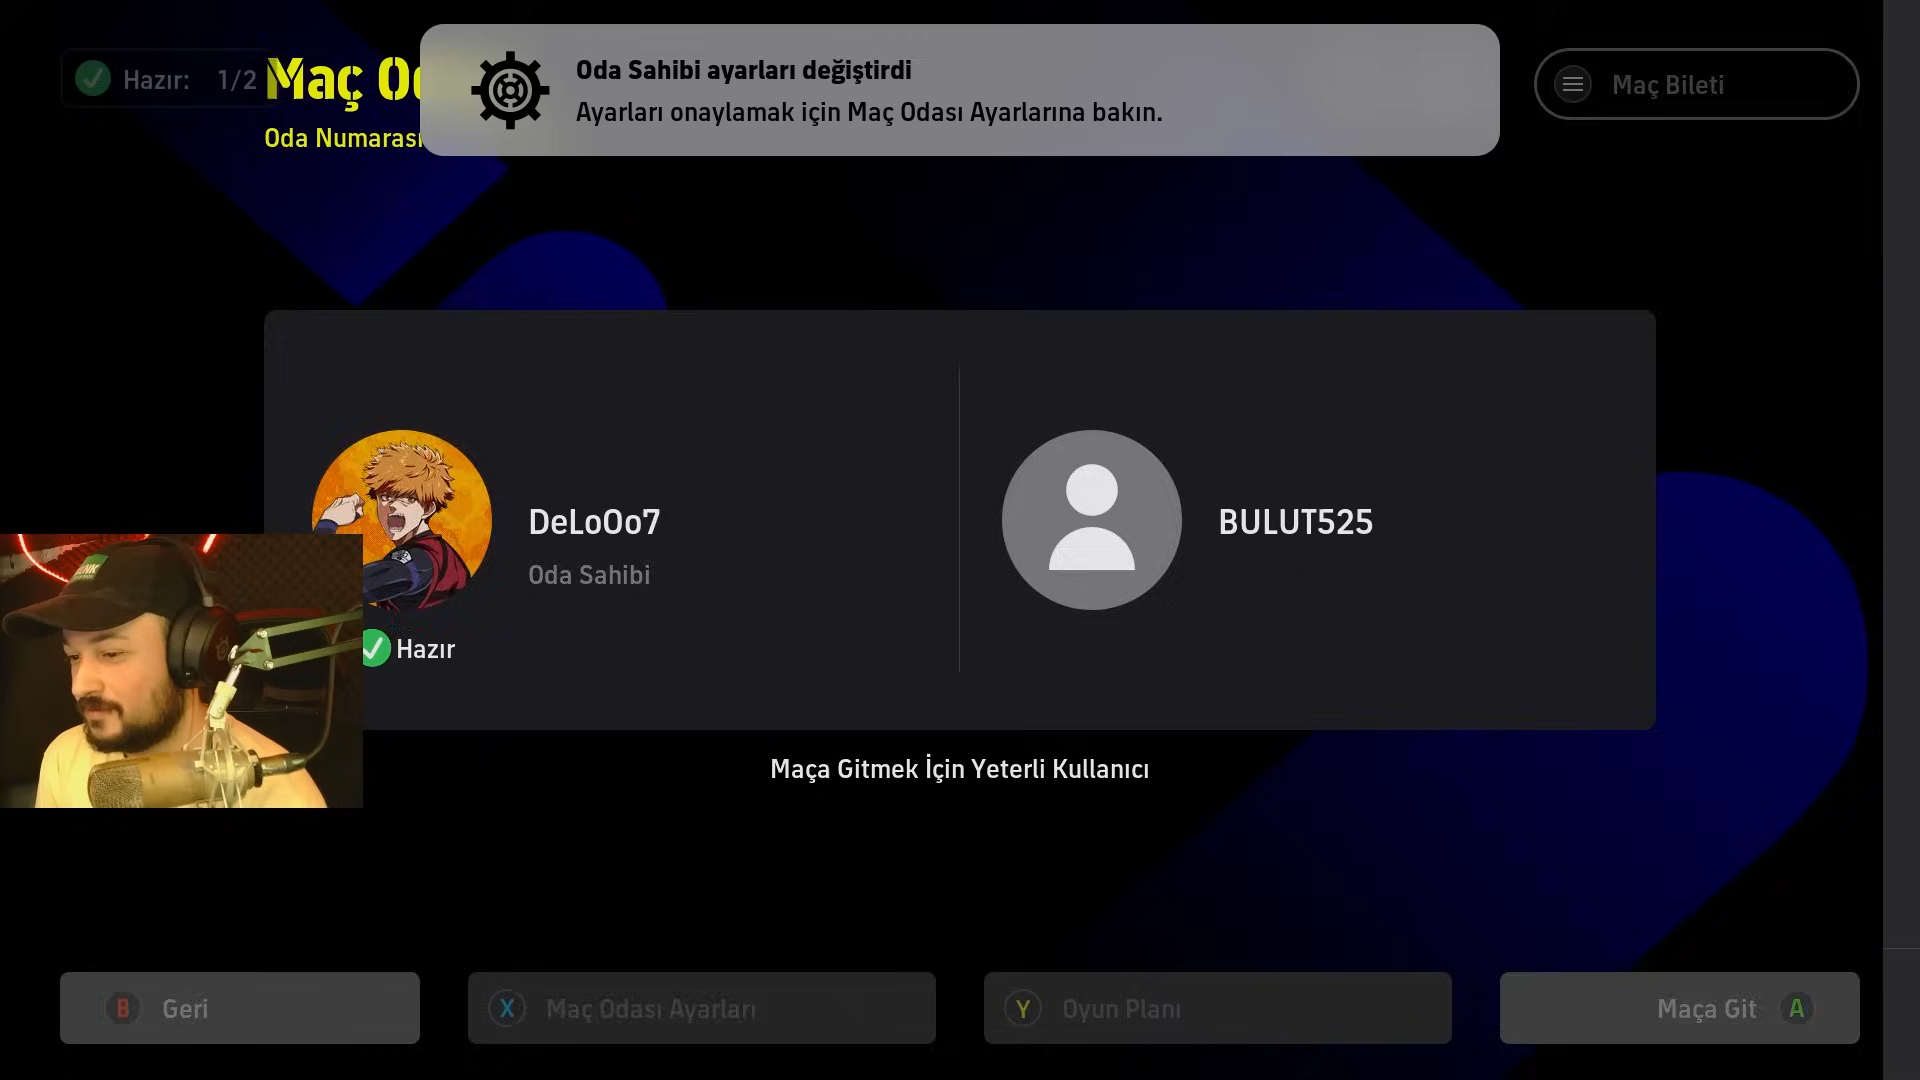 Hazır: 1/2
Maç
Oda Numarası
Oda Sahibi ayarları değiştirdi
Ayarları onaylamak için Maç Odası Ayarlarına bakın.
Maç Bileti
DeLoOo7
Oda Sahibi
Hazır
BULUT525
Maça Gitmek İçin Yeterli Kullanıcı
B Geri
X Maç Odası Ayarları
Y Oyun Planı
Maça Git A